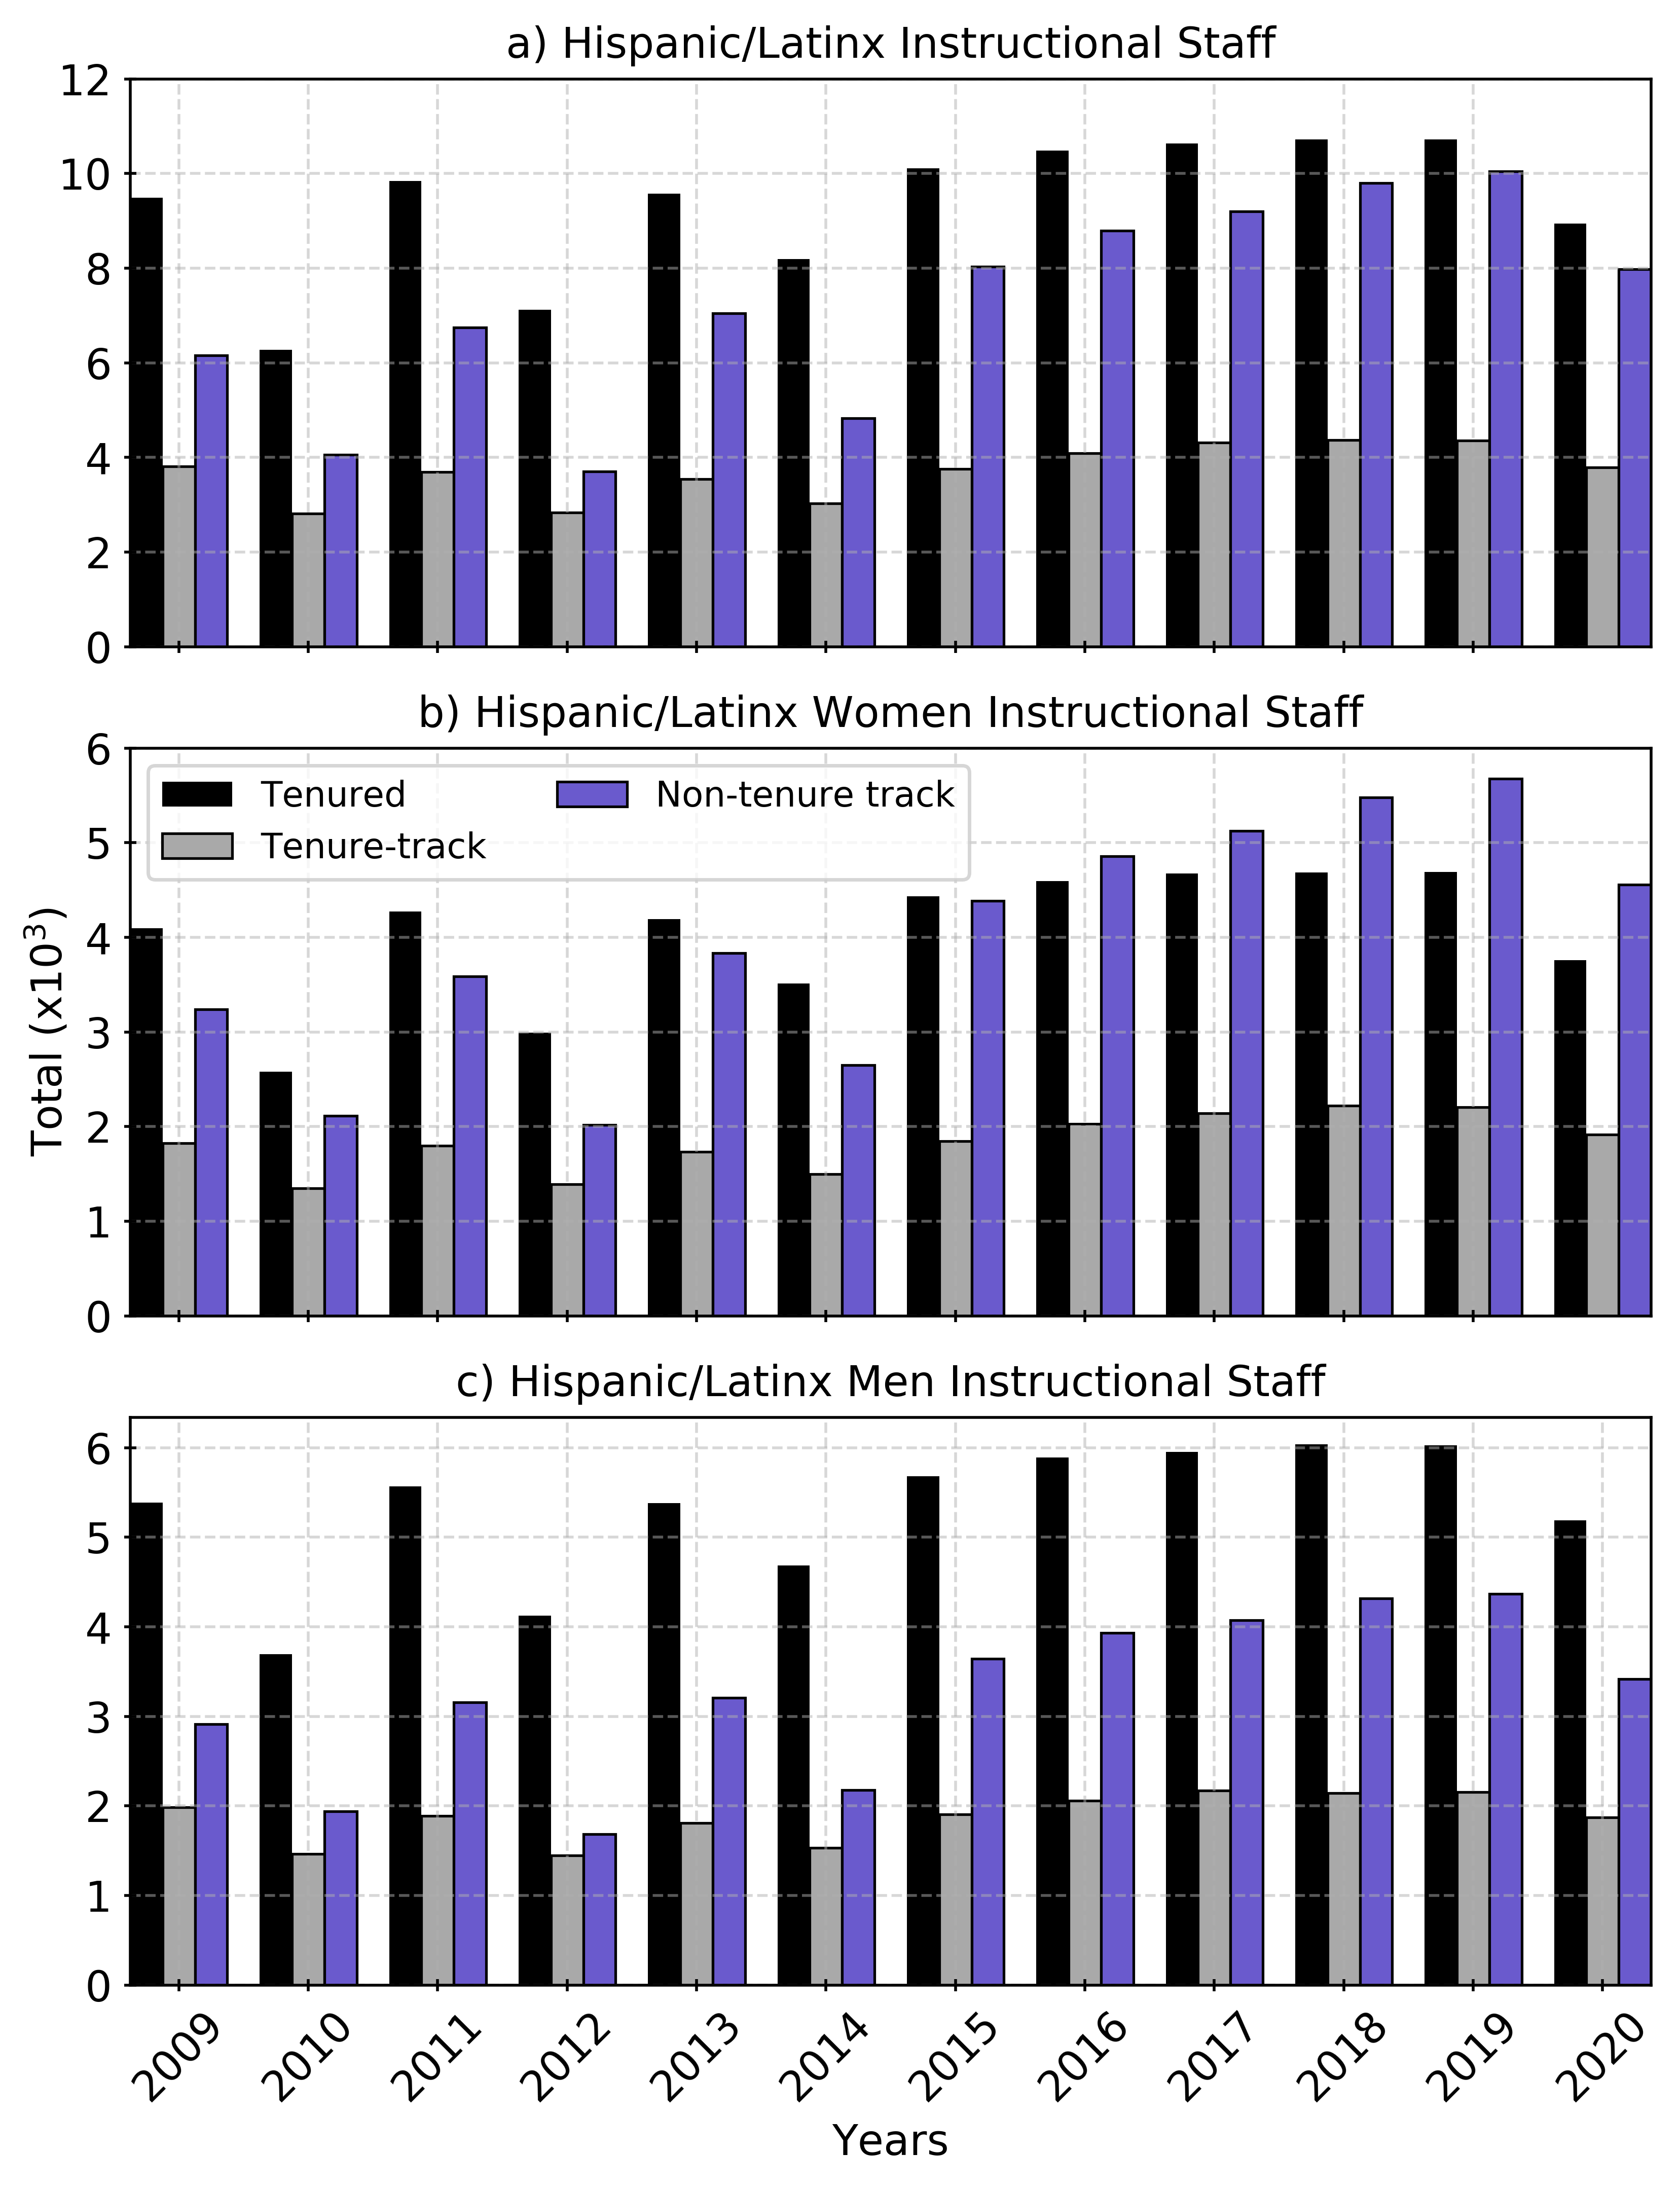 a) Hispanic/Latinx Instructional Staff
12
10
8
6
4
2
0
b) Hispanic/Latinx Women Instructional Staff
6
5
4
3
2
1
0
Tenured
Tenure-track
Non-tenure track
Total (x10³)
c) Hispanic/Latinx Men Instructional Staff
6
5
4
3
2
1
0
2009 2010 2011 2012 2013 2014 2015 2016 2017 2018 2019 2020
Years